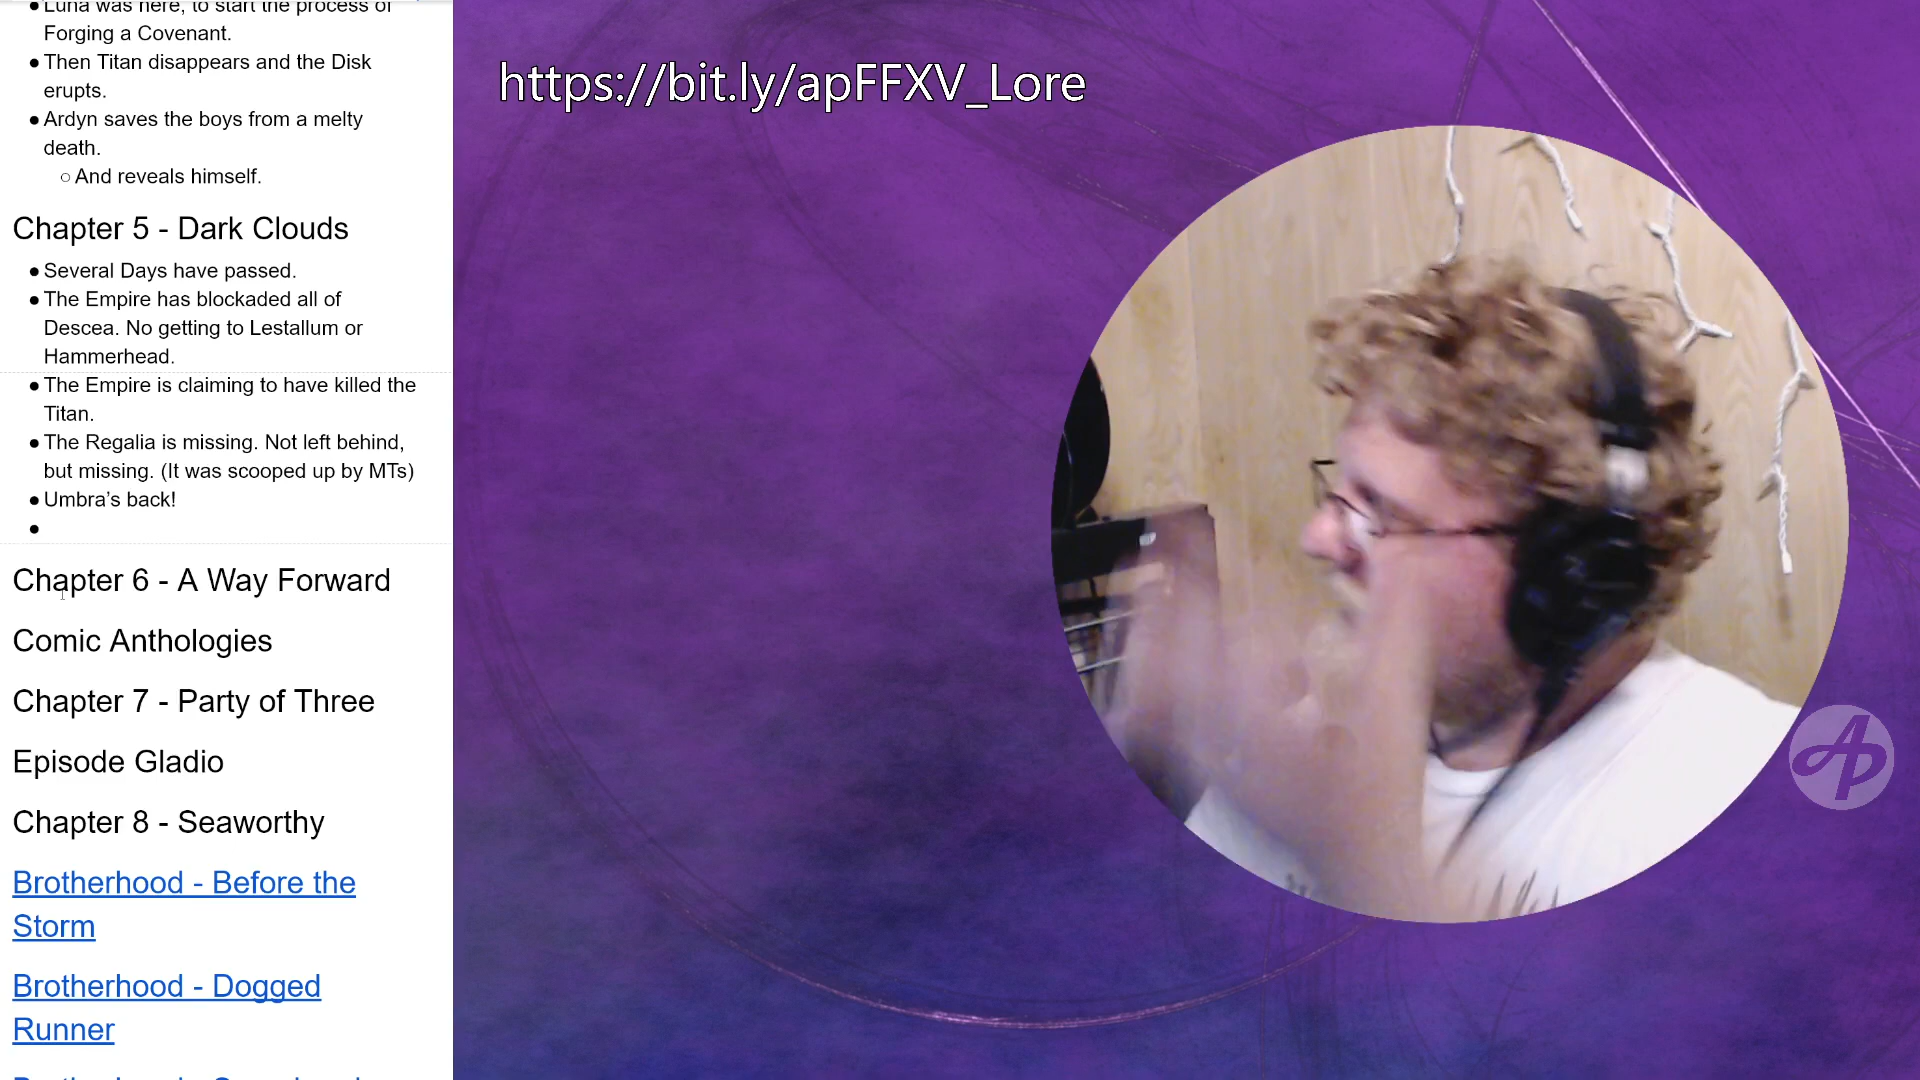 Luna was here, to start the process of
Forging a Covenant.
Then Titan disappears and the Disk
erupts.
Ardyn saves the boys from a melty
death.
And reveals himself.
Chapter 5 - Dark Clouds
Several Days have passed.
The Empire has blockaded all of
Descea. No getting to Lestallum or
Hammerhead.
The Empire is claiming to have killed the
Titan.
The Regalia is missing. Not left behind,
but missing. (It was scooped up by MTs)
Umbra’s back!
Chapter 6 - A Way Forward
Comic Anthologies
Chapter 7 - Party of Three
Episode Gladio
Chapter 8 - Seaworthy
Brotherhood - Before the
Storm
Brotherhood - Dogged
Runner
https://bit.ly/apFFXV_Lore
AP